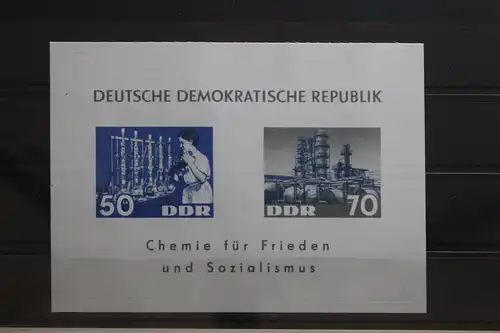 DEUTSCHE DEMOKRATISCHE REPUBLIK
50 DDR
DDR 70
Chemie für Frieden
und Sozialismus